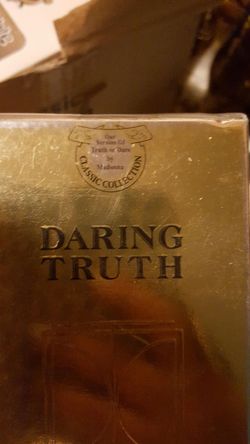 Our
Version Of
Truth or Dare
by
Madonna
CLASSIC COLLECTION
DARING
TRUTH